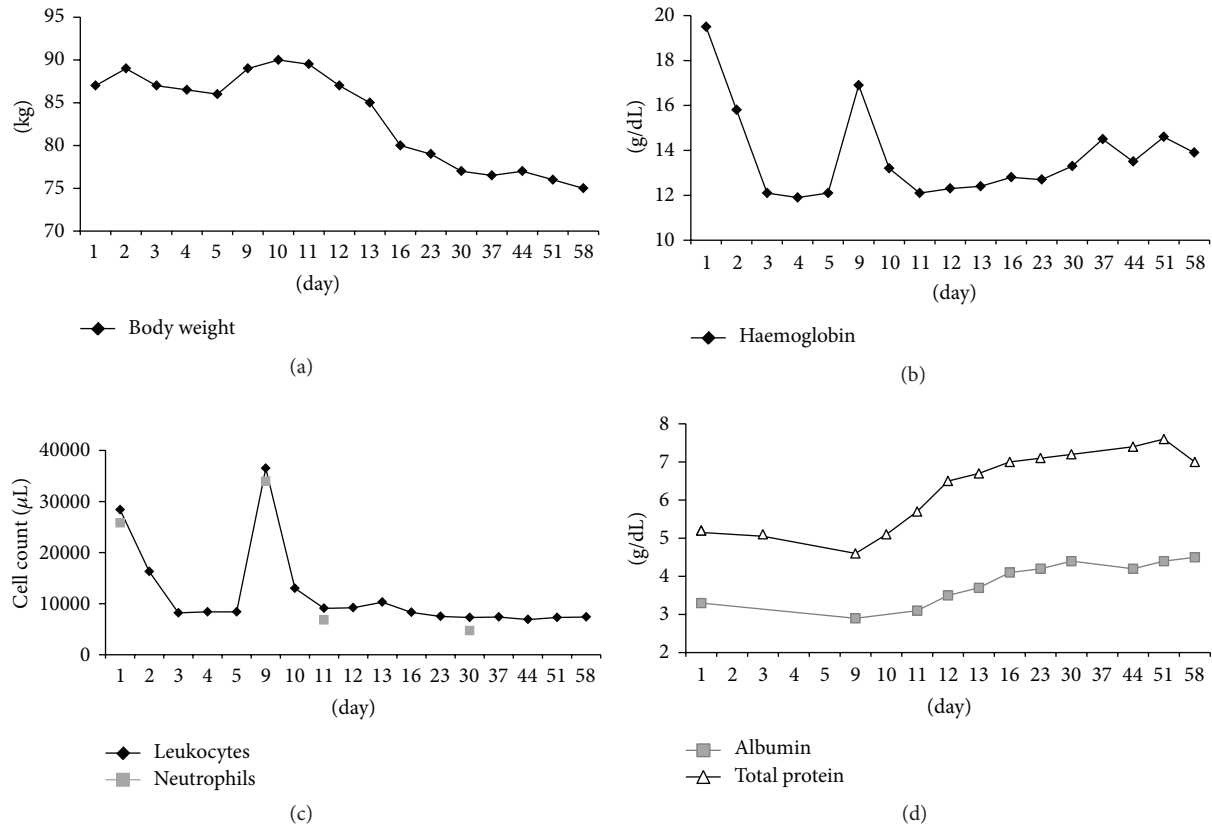 95
90
85
80
75
70
(kg)
1 2 3 4 5 9 10 11 12 13 16 23 30 37 44 51 58
(day)
Body weight
(a)
20
18
16
14
12
10
(g/dL)
1 2 3 4 5 9 10 11 12 13 16 23 30 37 44 51 58
(day)
Haemoglobin
(b)
40000
30000
20000
10000
0
Cell count (μL)
1 2 3 4 5 9 10 11 12 13 16 23 30 37 44 51 58
(day)
Leukocytes
Neutrophils
(c)
8
7
6
5
4
3
2
(g/dL)
1 2 3 4 5 9 10 11 12 13 16 23 30 37 44 51 58
(day)
Albumin
Total protein
(d)